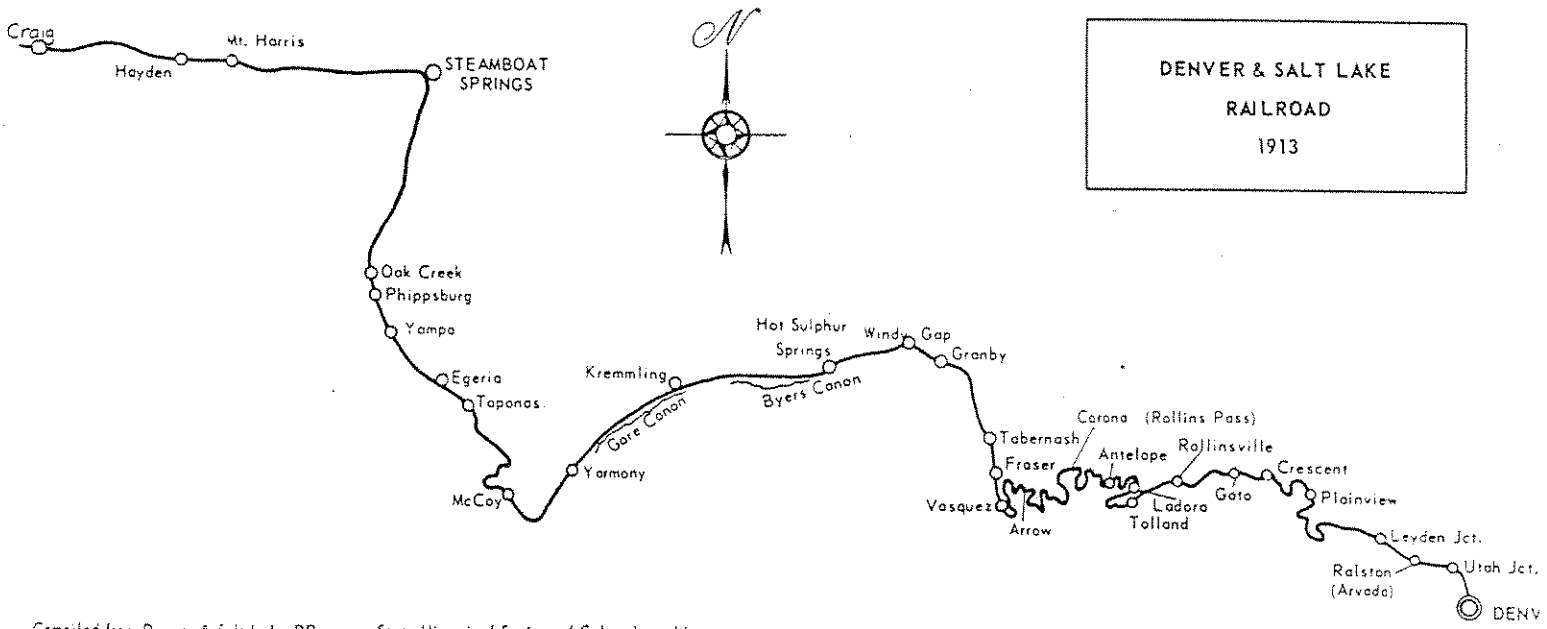 Craig
Hayden
Mt. Harris
STEAMBOAT
SPRINGS
N
DENVER & SALT LAKE
RAILROAD
1913
Oak Creek
Phippsburg
Yampa
Egeria
Toponas
McCoy
Yarmony
Gore Canon
Kremmling
Byers Canon
Hot Sulphur
Springs
Windy Gap
Granby
Tabernash
Fraser
Vasquez
Arrow
Corona (Rollins Pass)
Antelope
Ladora
Tolland
Rollinsville
Gato
Crescent
Plainview
Leyden Jct.
Ralston
(Arvada)
Utah Jct.
DENV